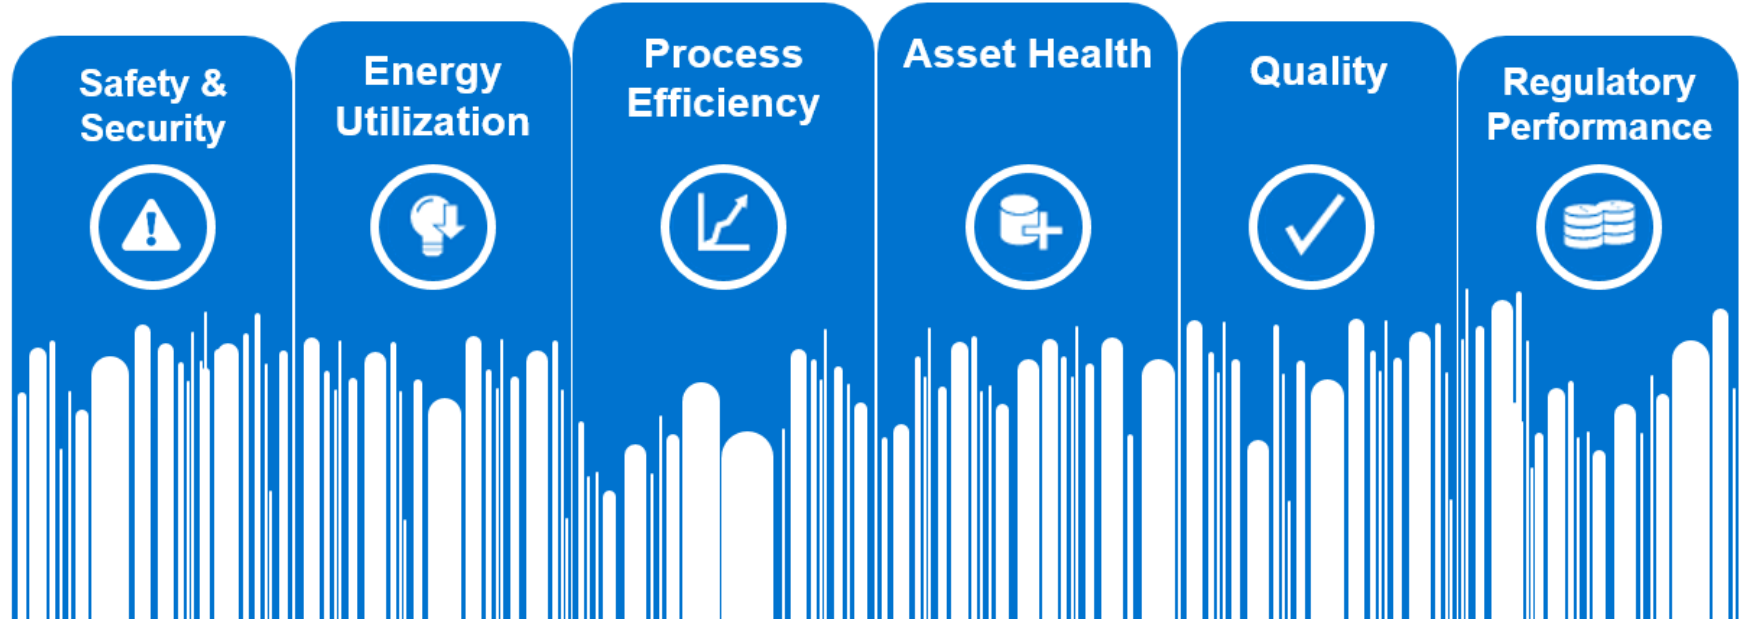 Safety &
Security
Energy
Utilization
Process
Efficiency
Asset Health
Quality
Regulatory
Performance